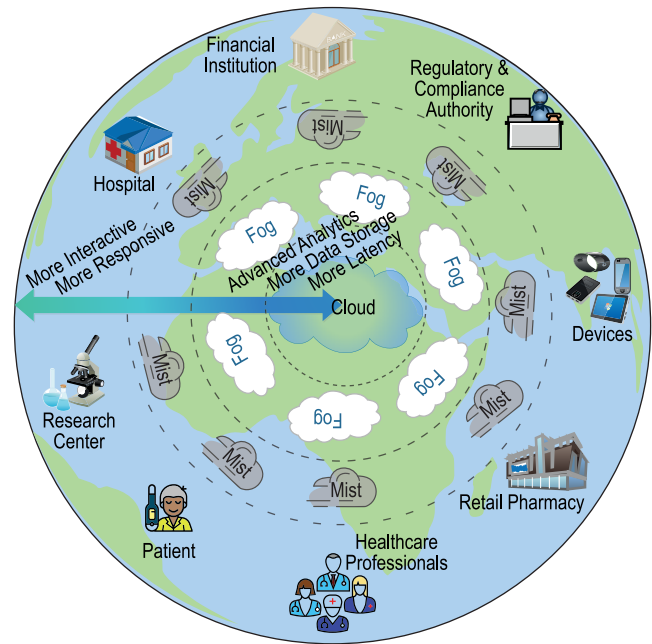 Financial
Institution
Regulatory &
Compliance
Authority
Hospital
Mist
Mist
Mist
Fog
Fog
Fog
More Interactive
More Responsive
Advanced Analytics
More Data Storage
More Latency
Cloud
Mist
Devices
Fog
Mist
Fog
Mist
Research
Center
Fog
Mist
Mist
Retail Pharmacy
Patient
Healthcare
Professionals